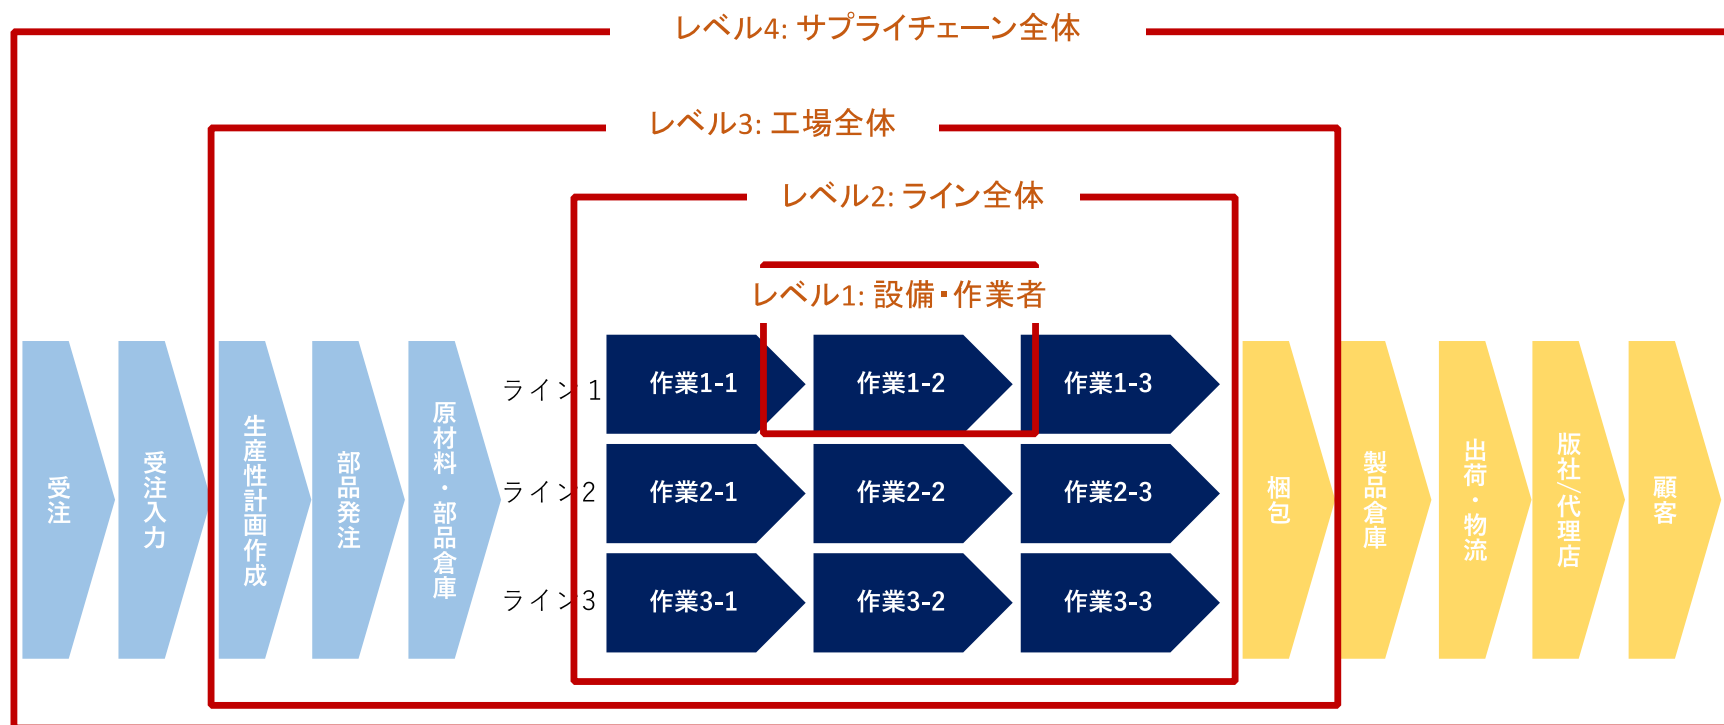 レベル4: サプライチェーン全体
レベル3: 工場全体
レベル2: ライン全体
レベル1: 設備・作業者
受注
受注入力
生産性計画作成
部品発注
原材料・部品倉庫
ライン1
作業1-1
作業1-2
作業1-3
ライン2
作業2-1
作業2-2
作業2-3
ライン3
作業3-1
作業3-2
作業3-3
梱包
製品倉庫
出荷・物流
版社/代理店
顧客